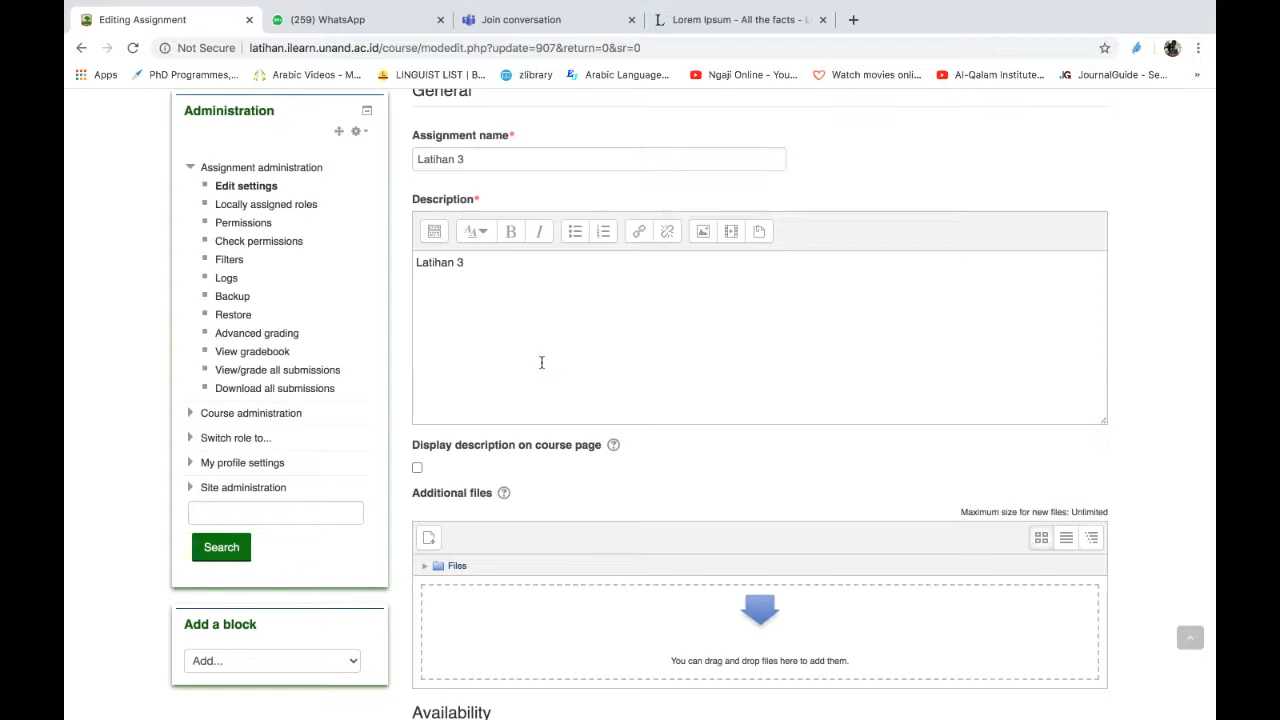 Editing Assignment
(259) WhatsApp
Join conversation
Lorem Ipsum - All the facts - L
Not Secure
latihan.ilearn.unand.ac.id/course/modedit.php?update=907&return=0&sr=0
Apps
PhD Programmes,...
Arabic Videos - M...
LINGUIST LIST | B...
zlibrary
Arabic Language...
Ngaji Online - You...
Watch movies onli...
Al-Qalam Institute...
JournalGuide - Se...
»
Administration
Assignment administration
Edit settings
Locally assigned roles
Permissions
Check permissions
Filters
Logs
Backup
Restore
Advanced grading
View gradebook
View/grade all submissions
Download all submissions
Course administration
Switch role to...
My profile settings
Site administration
Search
Add a block
Add...
General
Assignment name*
Latihan 3
Description*
Latihan 3
Display description on course page
Additional files
Maximum size for new files: Unlimited
Files
You can drag and drop files here to add them.
Availability